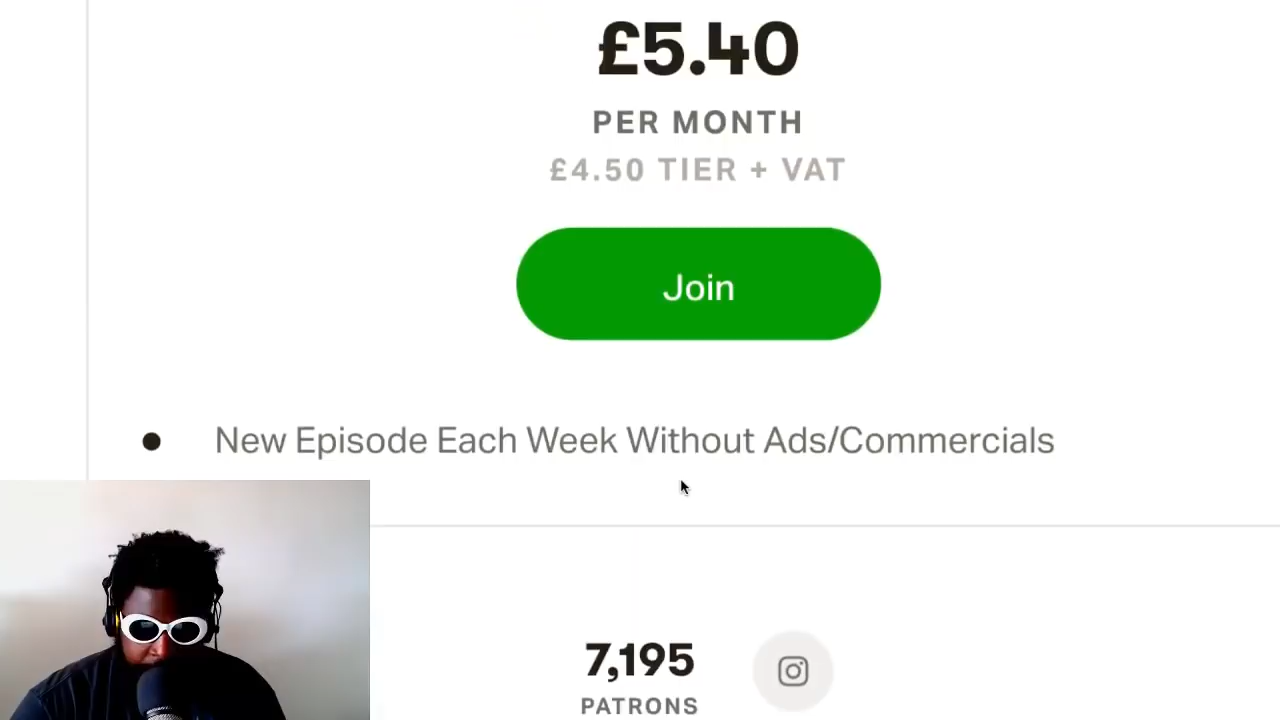 £5.40
PER MONTH
£4.50 TIER + VAT
Join
New Episode Each Week Without Ads/Commercials
7,195
PATRONS